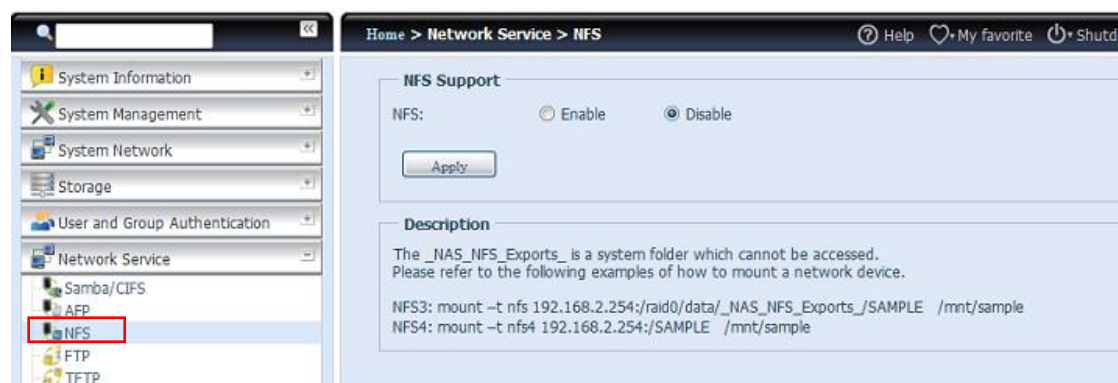 Home > Network Service > NFS
Help My favorite Shutd
System Information
System Management
System Network
Storage
User and Group Authentication
Network Service
Samba/CIFS
AFP
NFS
FTP
TFTP
NFS Support
NFS: Enable Disable
Apply
Description
The _NAS_NFS_Exports_ is a system folder which cannot be accessed.
Please refer to the following examples of how to mount a network device.
NFS3: mount –t nfs 192.168.2.254:/raid0/data/_NAS_NFS_Exports_/SAMPLE /mnt/sample
NFS4: mount –t nfs4 192.168.2.254:/SAMPLE /mnt/sample